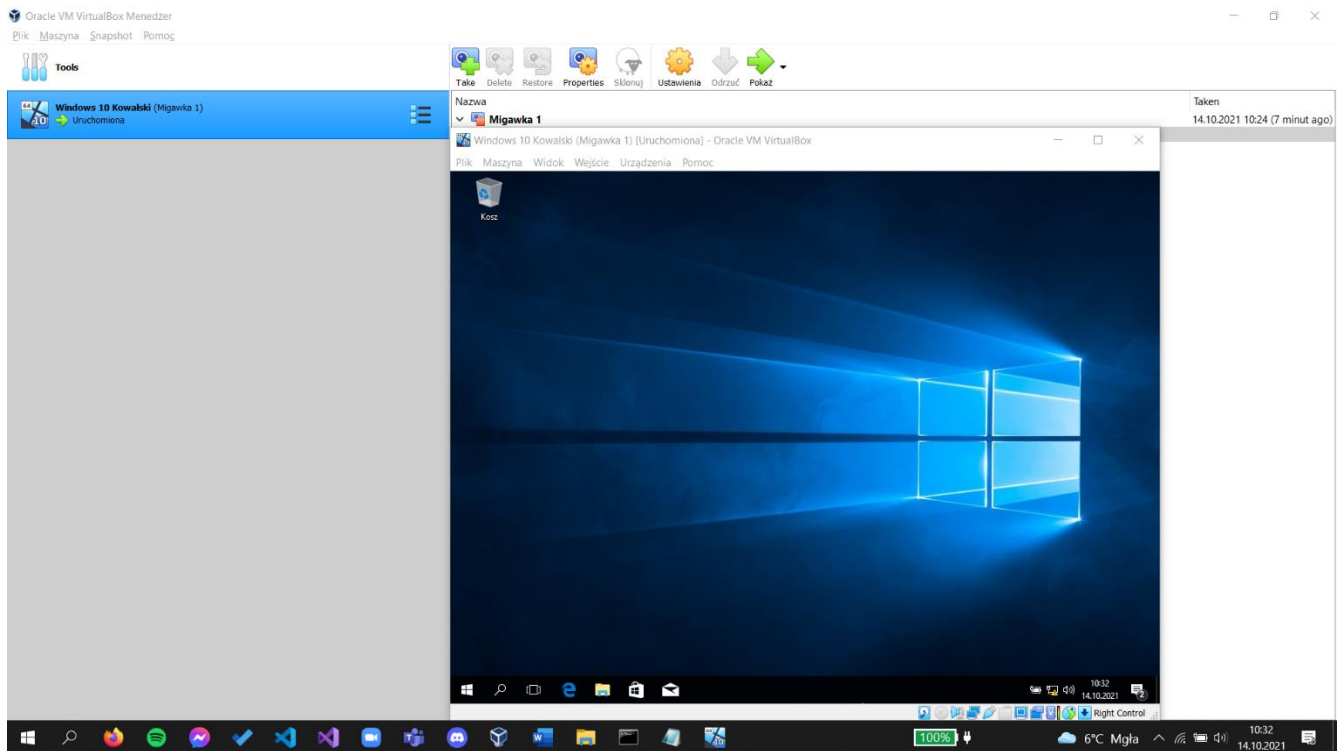 Oracle VM VirtualBox Menedżer
Plik Maszyna Snapshot Pomoc
Tools
Take Delete Restore Properties Sklonuj Ustawienia Odrzuć Pokaż
64
10
Windows 10 Kowalski (Migawka 1)
Uruchomiona
Nazwa Taken
Migawka 1 14.10.2021 10:24 (7 minut ago)
Windows 10 Kowalski (Migawka 1) [Uruchomiona] - Oracle VM VirtualBox
Plik Maszyna Widok Wejście Urządzenia Pomoc
Kosz
10:32
14.10.2021
2
Right Control
100%
6°C Mgła
10:32
14.10.2021